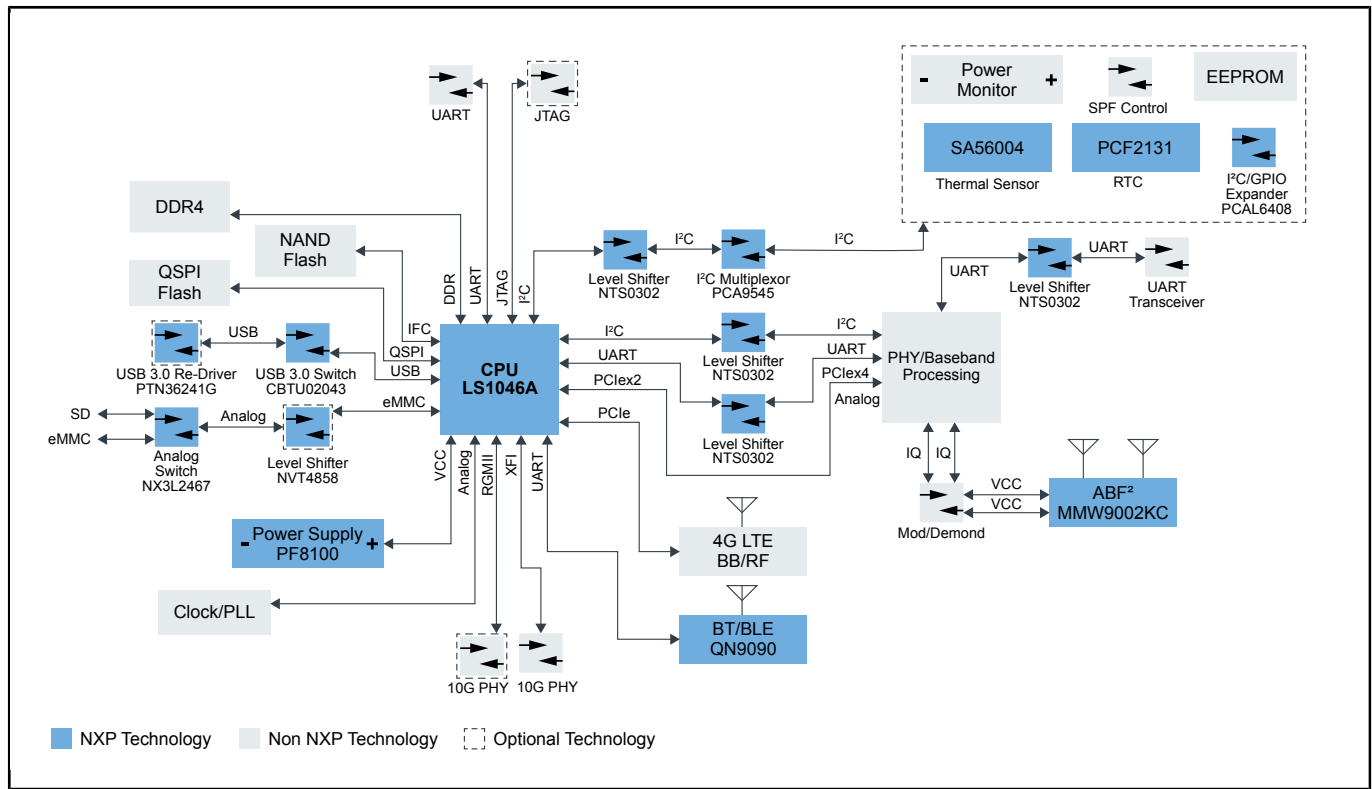 UART
JTAG
-
Power
Monitor
+
SPF Control
EEPROM
SA56004
Thermal Sensor
PCF2131
RTC
I²C/GPIO
Expander
PCAL6408
DDR4
NAND
Flash
QSPI
Flash
DDR
UART
JTAG
I²C
Level Shifter
NTS0302
I²C
I²C Multiplexor
PCA9545
I²C
UART
Level Shifter
NTS0302
UART
UART
Transceiver
IFC
QSPI
USB
eMMC
USB 3.0 Re-Driver
PTN36241G
USB
USB 3.0 Switch
CBTU02043
SD
eMMC
Analog
Switch
NX3L2467
Analog
Level Shifter
NVT4858
CPU
LS1046A
I²C
UART
PCIex2
PCIe
Level Shifter
NTS0302
Level Shifter
NTS0302
I²C
UART
PCIex4
Analog
PHY/Baseband
Processing
IQ
IQ
Mod/Demond
VCC
VCC
ABF²
MMW9002KC
VCC
Analog
RGMII
XFI
UART
- Power Supply +
PF8100
Clock/PLL
10G PHY
10G PHY
4G LTE
BB/RF
BT/BLE
QN9090
NXP Technology
Non NXP Technology
Optional Technology